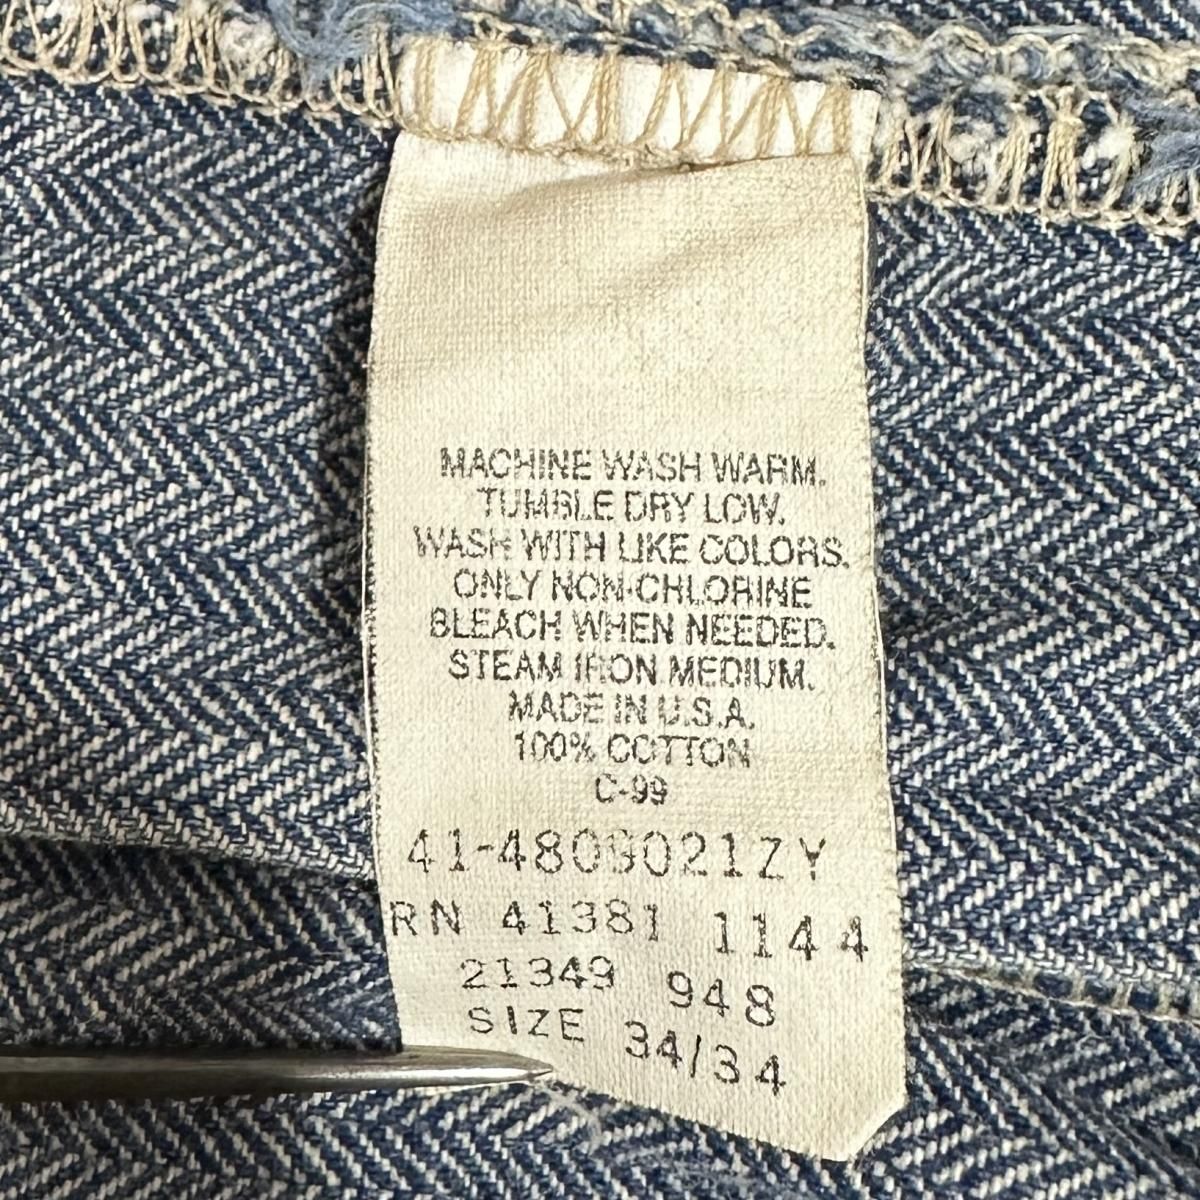 MACHINE WASH WARM.
TUMBLE DRY LOW.
WASH WITH LIKE COLORS.
ONLY NON-CHLORINE
BLEACH WHEN NEEDED.
STEAM IRON MEDIUM.
MADE IN U.S.A.
100% COTTON
C-99
41-4809021ZY
RN 41381 1144
21349 948
SIZE 34/34